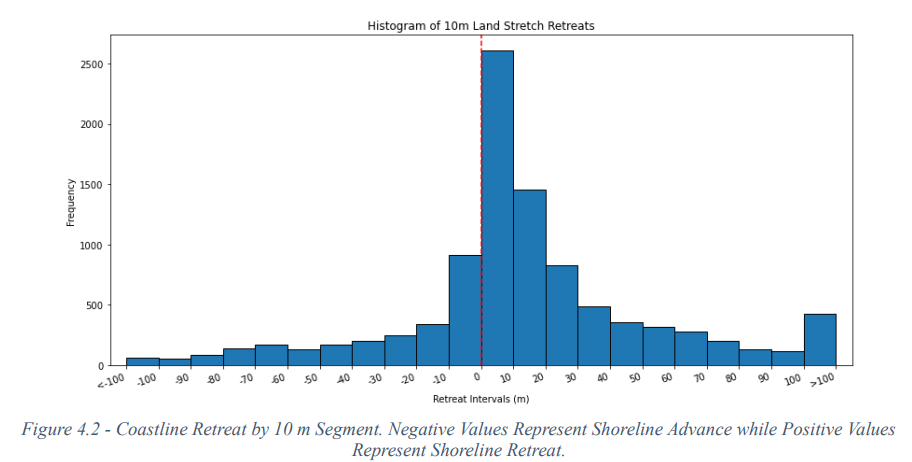 Histogram of 10m Land Stretch Retreats
2500
2000
1500
1000
500
0
Frequency
<-100 -100 -90 -80 -70 -60 -50 -40 -30 -20 -10 0 10 20 30 40 50 60 70 80 90 100 >100
Retreat Intervals (m)
Figure 4.2 - Coastline Retreat by 10 m Segment. Negative Values Represent Shoreline Advance while Positive Values
Represent Shoreline Retreat.